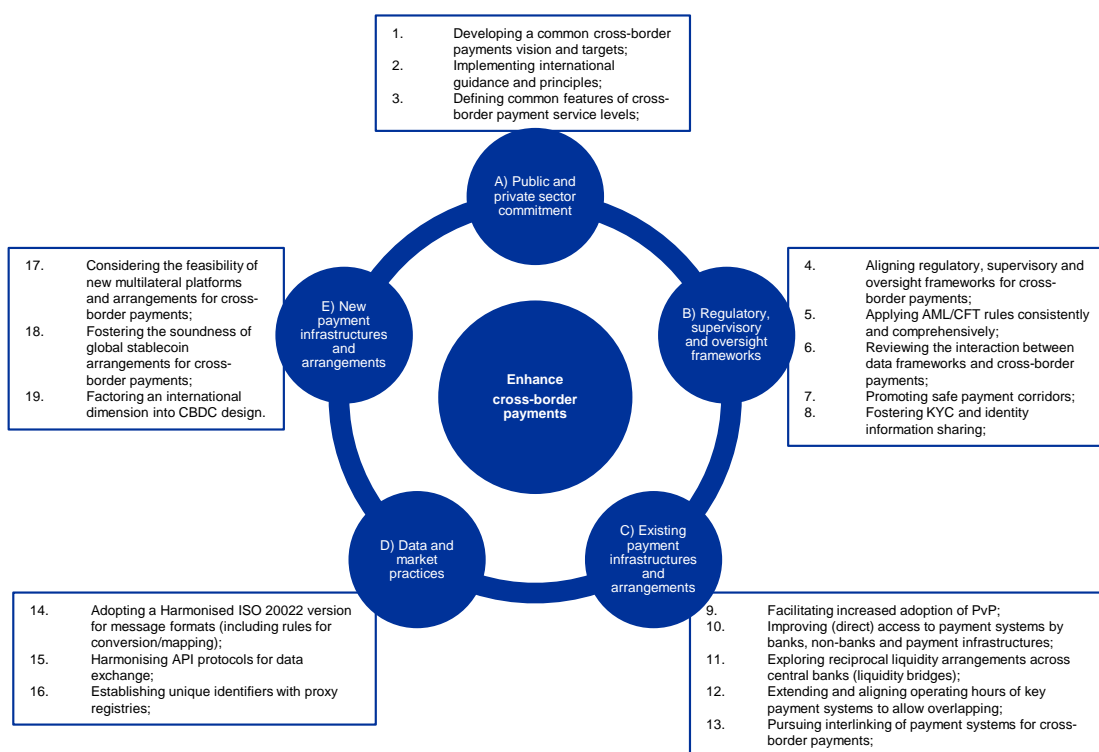 1. Developing a common cross-border
payments vision and targets;
2. Implementing international
guidance and principles;
3. Defining common features of cross-
border payment service levels;
A) Public and
private sector
commitment
17. Considering the feasibility of
new multilateral platforms
and arrangements for cross-
border payments;
18. Fostering the soundness of
global stablecoin
arrangements for cross-
border payments;
19. Factoring an international
dimension into CBDC design.
E) New
payment
infrastructures
and
arrangements
B) Regulatory,
supervisory
and oversight
frameworks
4. Aligning regulatory, supervisory and
oversight frameworks for cross-
border payments;
5. Applying AML/CFT rules consistently
and comprehensively;
6. Reviewing the interaction between
data frameworks and cross-border
payments;
7. Promoting safe payment corridors;
8. Fostering KYC and identity
information sharing;
Enhance
cross-border
payments
D) Data and
market
practices
C) Existing
payment
infrastructures
and
arrangements
14. Adopting a Harmonised ISO 20022 version
for message formats (including rules for
conversion/mapping);
15. Harmonising API protocols for data
exchange;
16. Establishing unique identifiers with proxy
registries;
9. Facilitating increased adoption of PvP;
10. Improving (direct) access to payment systems by
banks, non-banks and payment infrastructures;
11. Exploring reciprocal liquidity arrangements across
central banks (liquidity bridges);
12. Extending and aligning operating hours of key
payment systems to allow overlapping;
13. Pursuing interlinking of payment systems for cross-
border payments;